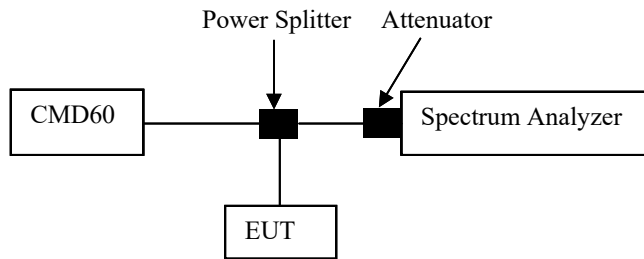 Power Splitter
Attenuator
CMD60
Spectrum Analyzer
EUT